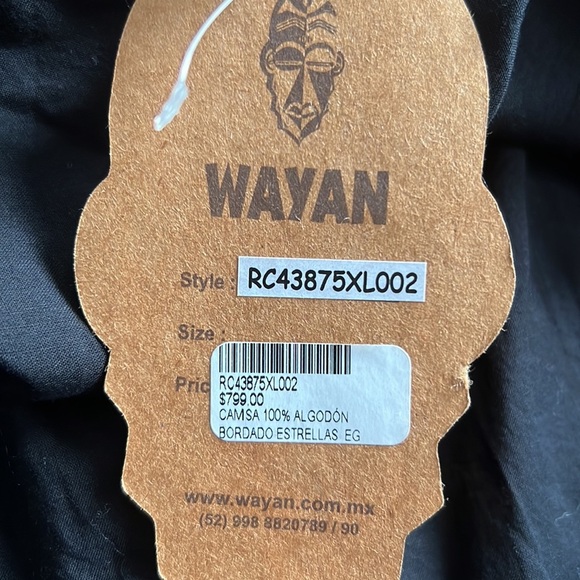 WAYAN
Style : RC43875XL002
Size :
Pric
RC43875XL002
$799.00
CAMISA 100% ALGODÓN
BORDADO ESTRELLAS EG
www.wayan.com.mx
(52) 998 8820789 / 90